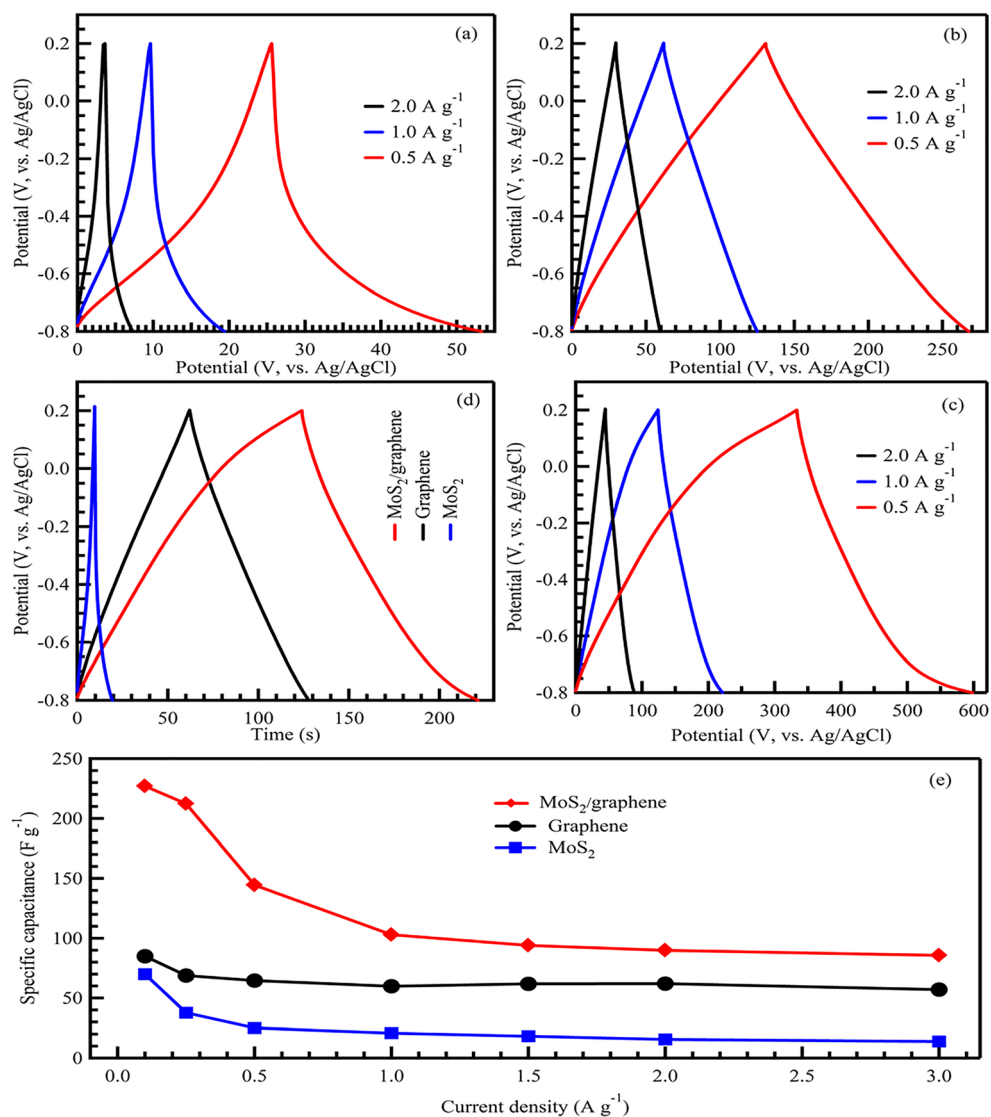 (a)
0.2
0.0
-0.2
-0.4
-0.6
-0.8
Potential (V, vs. Ag/AgCl)
2.0 A g⁻¹
1.0 A g⁻¹
0.5 A g⁻¹
0 10 20 30 40 50
Potential (V, vs. Ag/AgCl)
(b)
0.2
0.0
-0.2
-0.4
-0.6
-0.8
Potential (V, vs. Ag/AgCl)
2.0 A g⁻¹
1.0 A g⁻¹
0.5 A g⁻¹
0 50 100 150 200 250
Potential (V, vs. Ag/AgCl)
(d)
0.2
0.0
-0.2
-0.4
-0.6
-0.8
Potential (V, vs. Ag/AgCl)
MoS₂/graphene
Graphene
MoS₂
0 50 100 150 200
Time (s)
(c)
0.2
0.0
-0.2
-0.4
-0.6
-0.8
Potential (V, vs. Ag/AgCl)
2.0 A g⁻¹
1.0 A g⁻¹
0.5 A g⁻¹
0 100 200 300 400 500 600
Potential (V, vs. Ag/AgCl)
(e)
250
200
150
100
50
0
Specific capacitance (F g⁻¹)
MoS₂/graphene
Graphene
MoS₂
0.0 0.5 1.0 1.5 2.0 2.5 3.0
Current density (A g⁻¹)